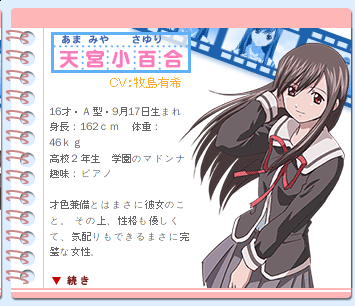 あま みや　さゆり
天宮小百合
CV:牧島有希
16才・Ａ型・9月17日生まれ
身長：162ｃｍ　体重：
46ｋｇ
高校２年生　学園のマドンナ
趣味：ピアノ
才色兼備とはまさに彼女のこ
と。 その上、性格も優しく
て、気配りもできるまさに完
璧な女性.
▼ 続き